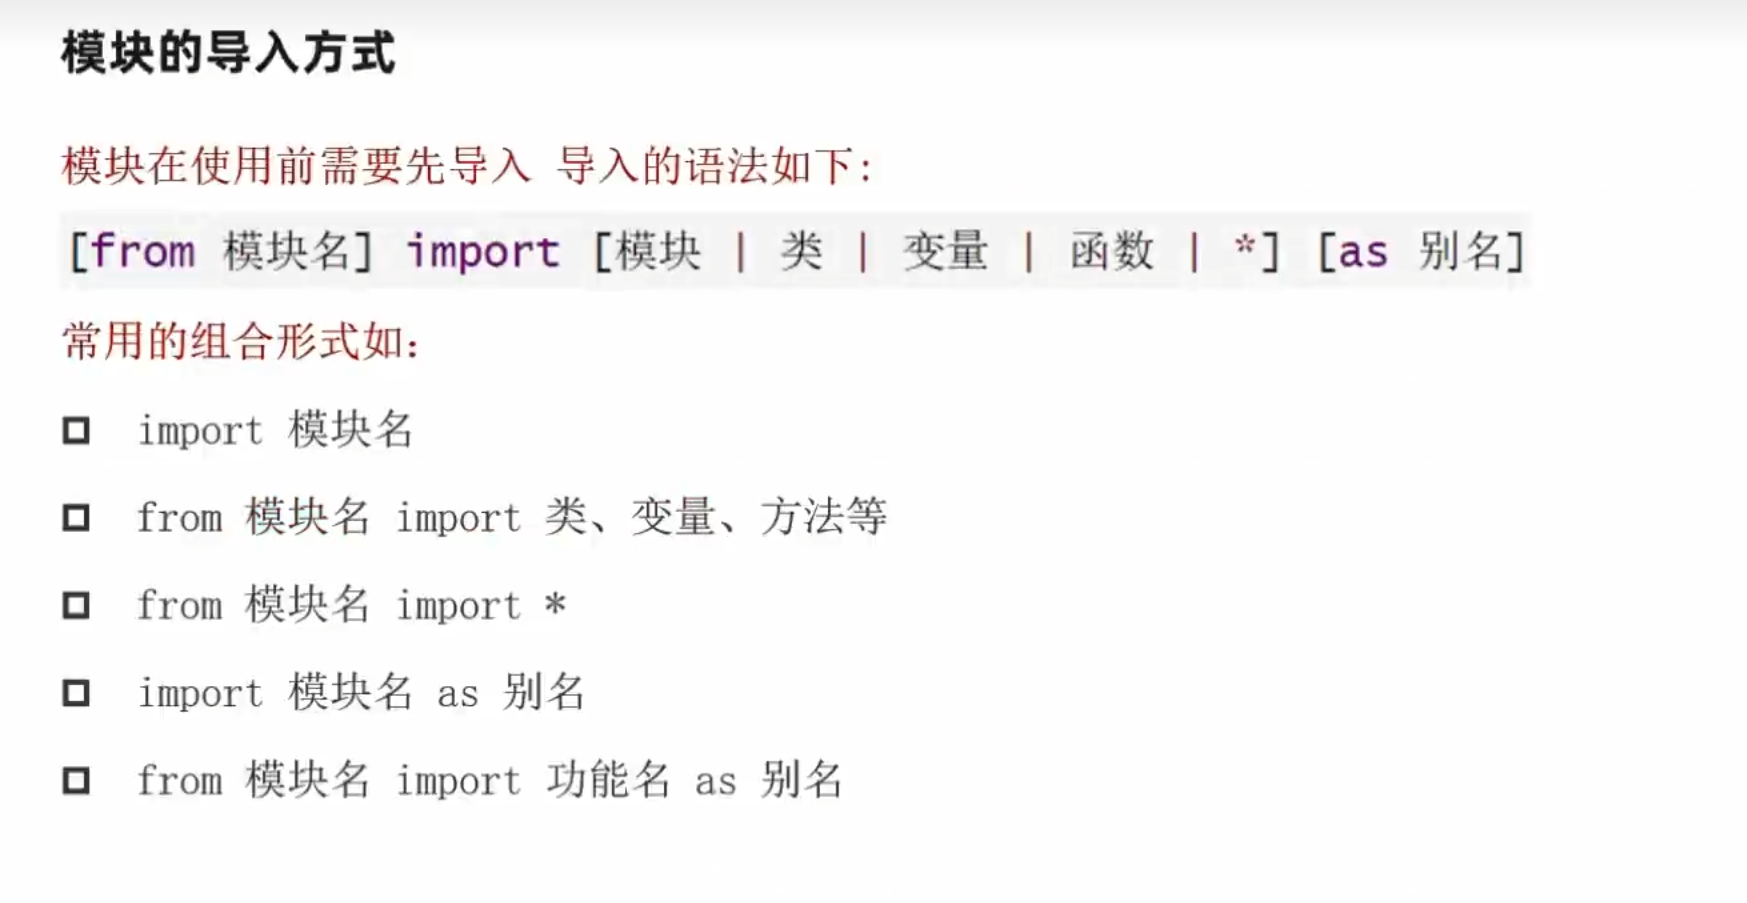 模块的导入方式
模块在使用前需要先导入 导入的语法如下:
[from 模块名] import [模块 | 类 | 变量 | 函数 | *] [as 别名]
常用的组合形式如：
import 模块名
from 模块名 import 类、变量、方法等
from 模块名 import *
import 模块名 as 别名
from 模块名 import 功能名 as 别名